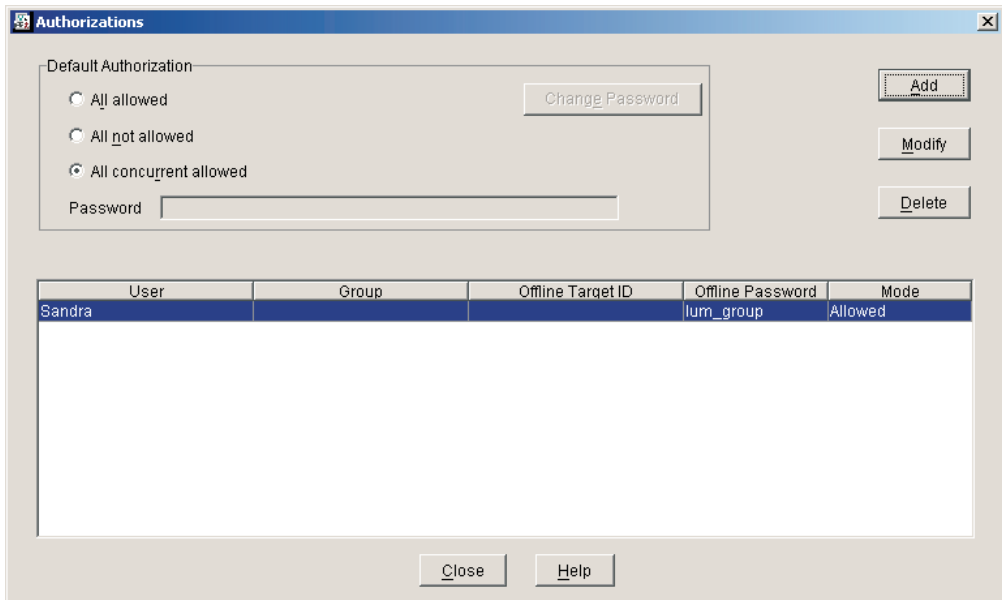 Authorizations
Default Authorization
All allowed
Change Password
Add
All not allowed
Modify
All concurrent allowed
Password
Delete
User Group Offline Target ID Offline Password Mode
Sandra lum_group Allowed
Close Help